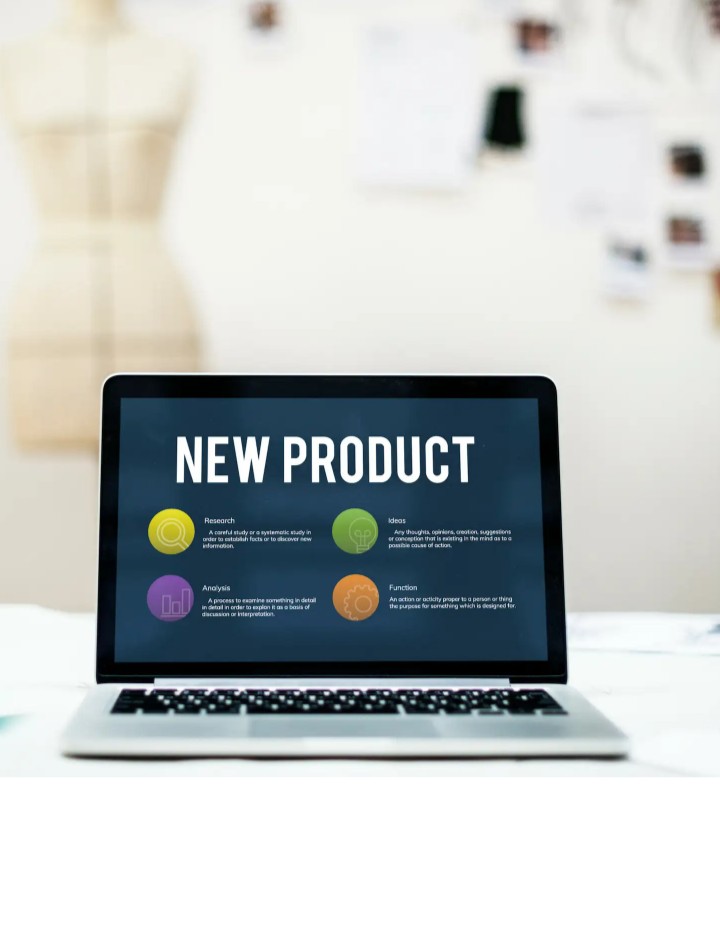 NEW PRODUCT
Research
A careful study or a systematic study in
order to establish facts or to discover new
information.
Ideas
Any thoughts, opinions, creation, suggestions
or conception that is existing in the mind as to a
possible cause of action.
Analysis
A process to examine something in detail
in detail in order to explan it as a basis of
discussion or interpretation.
Function
An action or activity proper to a person or thing
the purpose for something which is designed for.